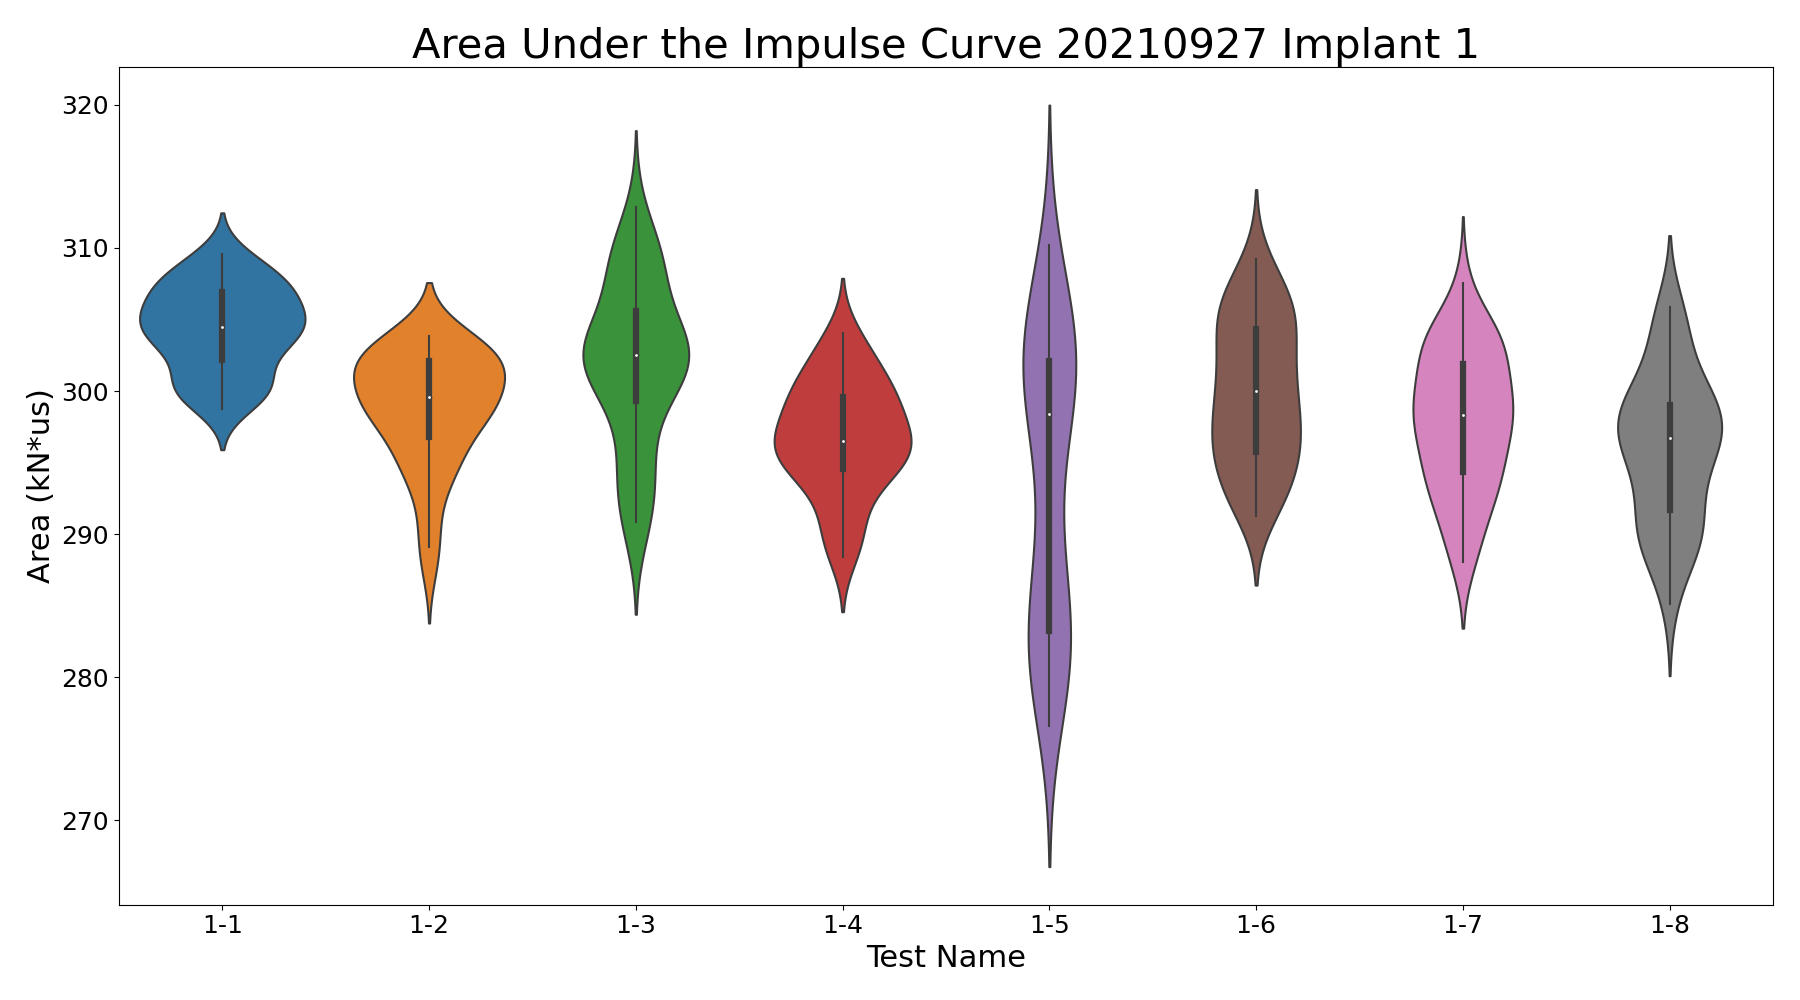 Area Under the Impulse Curve 20210927 Implant 1
320
310
300
290
280
270
Area (kN*us)
1-1 1-2 1-3 1-4 1-5 1-6 1-7 1-8
Test Name